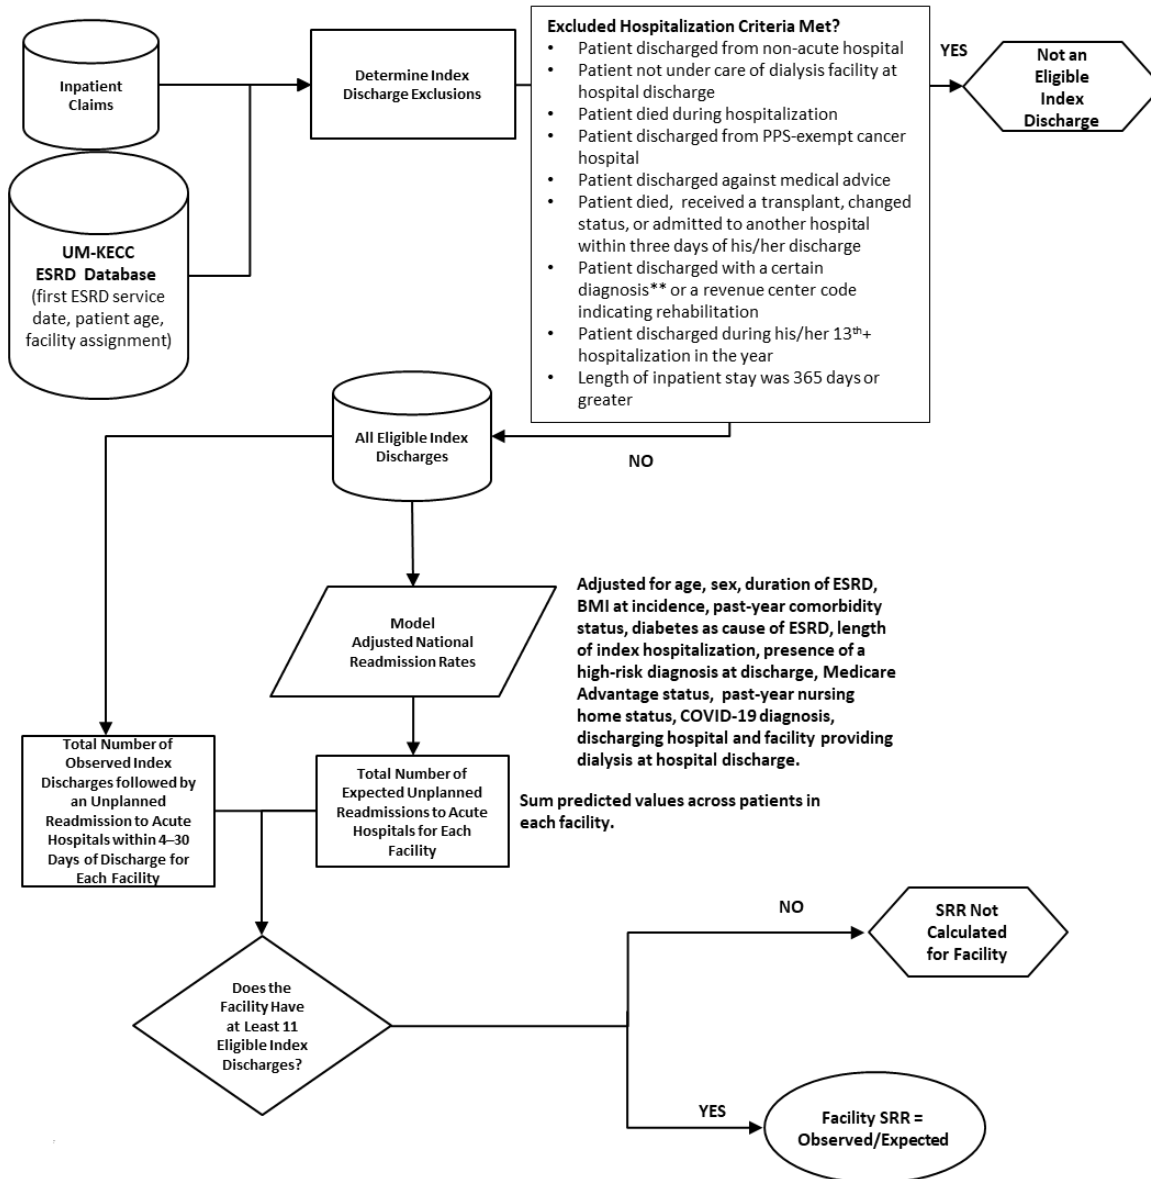 Inpatient
Claims
UM-KECC
ESRD Database
(first ESRD service
date, patient age,
facility assignment)
Determine Index
Discharge Exclusions
Excluded Hospitalization Criteria Met?
• Patient discharged from non-acute hospital
• Patient not under care of dialysis facility at
hospital discharge
• Patient died during hospitalization
• Patient discharged from PPS-exempt cancer
hospital
• Patient discharged against medical advice
• Patient died, received a transplant, changed
status, or admitted to another hospital
within three days of his/her discharge
• Patient discharged with a certain
diagnosis** or a revenue center code
indicating rehabilitation
• Patient discharged during his/her 13th+
hospitalization in the year
• Length of inpatient stay was 365 days or
greater
YES
Not an
Eligible
Index
Discharge
NO
All Eligible Index
Discharges
Model
Adjusted National
Readmission Rates
Adjusted for age, sex, duration of ESRD,
BMI at incidence, past-year comorbidity
status, diabetes as cause of ESRD, length
of index hospitalization, presence of a
high-risk diagnosis at discharge, Medicare
Advantage status, past-year nursing
home status, COVID-19 diagnosis,
discharging hospital and facility providing
dialysis at hospital discharge.
Total Number of
Observed Index
Discharges followed by
an Unplanned
Readmission to Acute
Hospitals within 4–30
Days of Discharge for
Each Facility
Total Number of
Expected Unplanned
Readmissions to Acute
Hospitals for Each
Facility
Sum predicted values across patients in
each facility.
Does the
Facility Have
at Least 11
Eligible Index
Discharges?
NO
SRR Not
Calculated
for Facility
YES
Facility SRR =
Observed/Expected